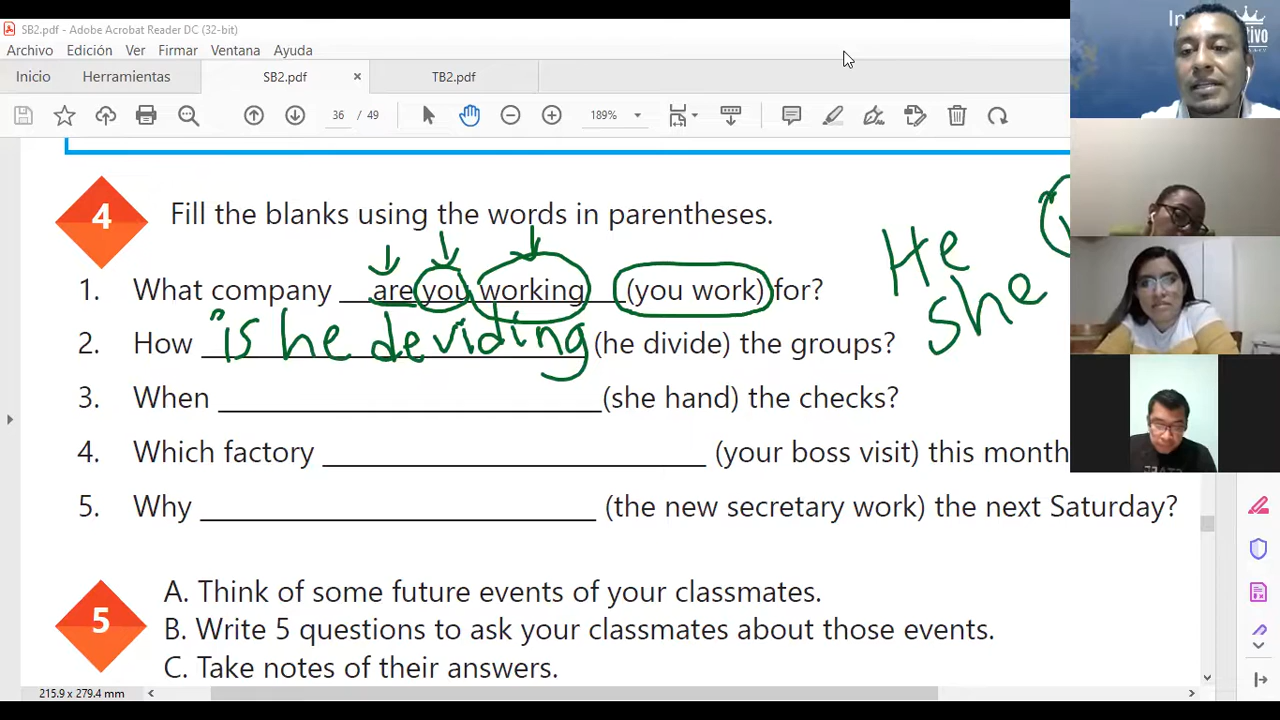 SB2.pdf - Adobe Acrobat Reader DC (32-bit)
Archivo Edición Ver Firmar Ventana Ayuda
Inicio Herramientas SB2.pdf × TB2.pdf
36 / 49 189%
4 Fill the blanks using the words in parentheses.
1. What company ___are you working___(you work) for?
He
she
2. How is he deviding (he divide) the groups?
3. When ____________________(she hand) the checks?
4. Which factory ____________________ (your boss visit) this month
5. Why ____________________ (the new secretary work) the next Saturday?
5 A. Think of some future events of your classmates.
B. Write 5 questions to ask your classmates about those events.
C. Take notes of their answers.
215.9 x 279.4 mm